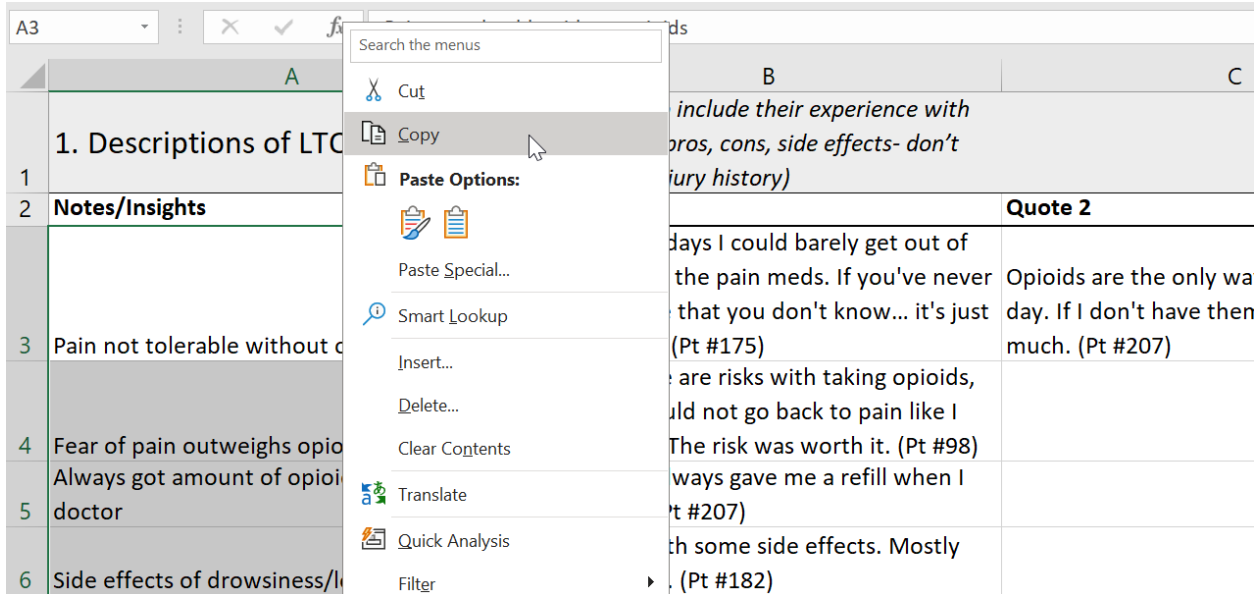 A3
fx
ds
Search the menus
A
B
C
Cut
Copy
Paste Options:
Paste Special...
Smart Lookup
Insert...
Delete...
Clear Contents
Translate
Quick Analysis
Filter
1
1. Descriptions of LTO
include their experience with
pros, cons, side effects- don’t
jury history)
2
Notes/Insights
Quote 2
3
Pain not tolerable without
days I could barely get out of
the pain meds. If you've never
that you don't know… it's just
(Pt #175)
Opioids are the only wa
day. If I don't have them
much. (Pt #207)
4
Fear of pain outweighs opio
are risks with taking opioids,
uld not go back to pain like I
The risk was worth it. (Pt #98)
5
Always got amount of opioi
doctor
lways gave me a refill when I
Pt #207)
6
Side effects of drowsiness/l
th some side effects. Mostly
. (Pt #182)